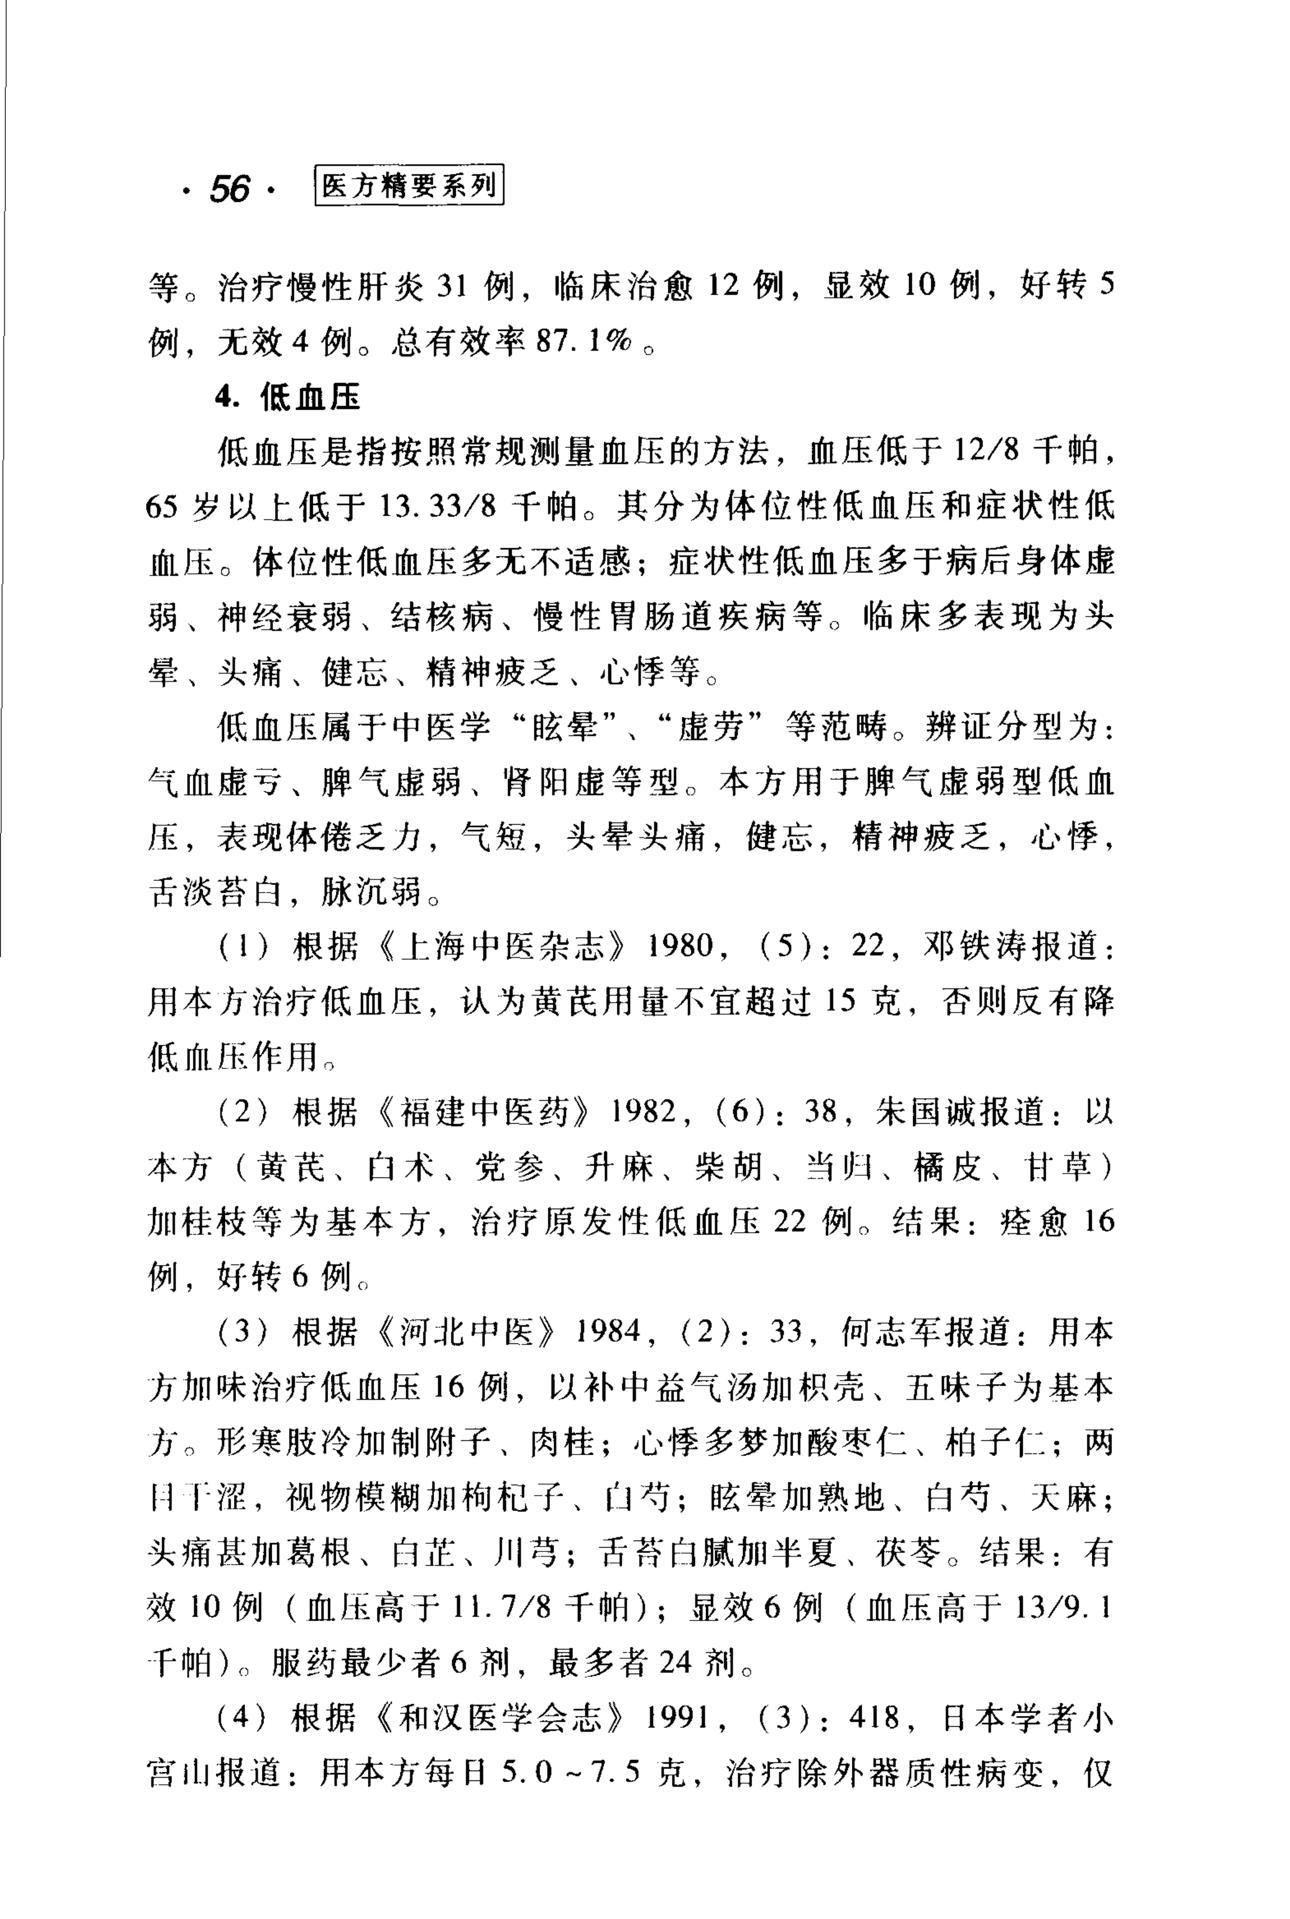 · 56 · 医方精要系列
等。治疗慢性肝炎 31 例，临床治愈 12 例，显效 10 例，好转 5
例，无效 4 例。总有效率 87.1%。
4. 低血压
低血压是指按照常规测量血压的方法，血压低于 12/8 千帕，
65 岁以上低于 13.33/8 千帕。其分为体位性低血压和症状性低
血压。体位性低血压多无不适感；症状性低血压多于病后身体虚
弱、神经衰弱、结核病、慢性胃肠道疾病等。临床多表现为头
晕、头痛、健忘、精神疲乏、心悸等。
低血压属于中医学“眩晕”、“虚劳”等范畴。辨证分型为：
气血虚亏、脾气虚弱、肾阳虚等型。本方用于脾气虚弱型低血
压，表现体倦乏力，气短，头晕头痛，健忘，精神疲乏，心悸，
舌淡苔白，脉沉弱。
(1) 根据《上海中医杂志》1980，(5)：22，邓铁涛报道：
用本方治疗低血压，认为黄芪用量不宜超过 15 克，否则反有降
低血压作用。
(2) 根据《福建中医药》1982，(6)：38，朱国诚报道：以
本方（黄芪、白术、党参、升麻、柴胡、当归、橘皮、甘草）
加桂枝等为基本方，治疗原发性低血压 22 例。结果：痊愈 16
例，好转 6 例。
(3) 根据《河北中医》1984，(2)：33，何志军报道：用本
方加味治疗低血压 16 例，以补中益气汤加枳壳、五味子为基本
方。形寒肢冷加制附子、肉桂；心悸多梦加酸枣仁、柏子仁；两
目干涩，视物模糊加枸杞子、白芍；眩晕加熟地、白芍、天麻；
头痛甚加葛根、白芷、川芎；舌苔白腻加半夏、茯苓。结果：有
效 10 例（血压高于 11.7/8 千帕）；显效 6 例（血压高于 13/9.1
千帕）。服药最少者 6 剂，最多者 24 剂。
(4) 根据《和汉医学会志》1991，(3)：418，日本学者小
宫山报道：用本方每日 5.0～7.5 克，治疗除外器质性病变，仅